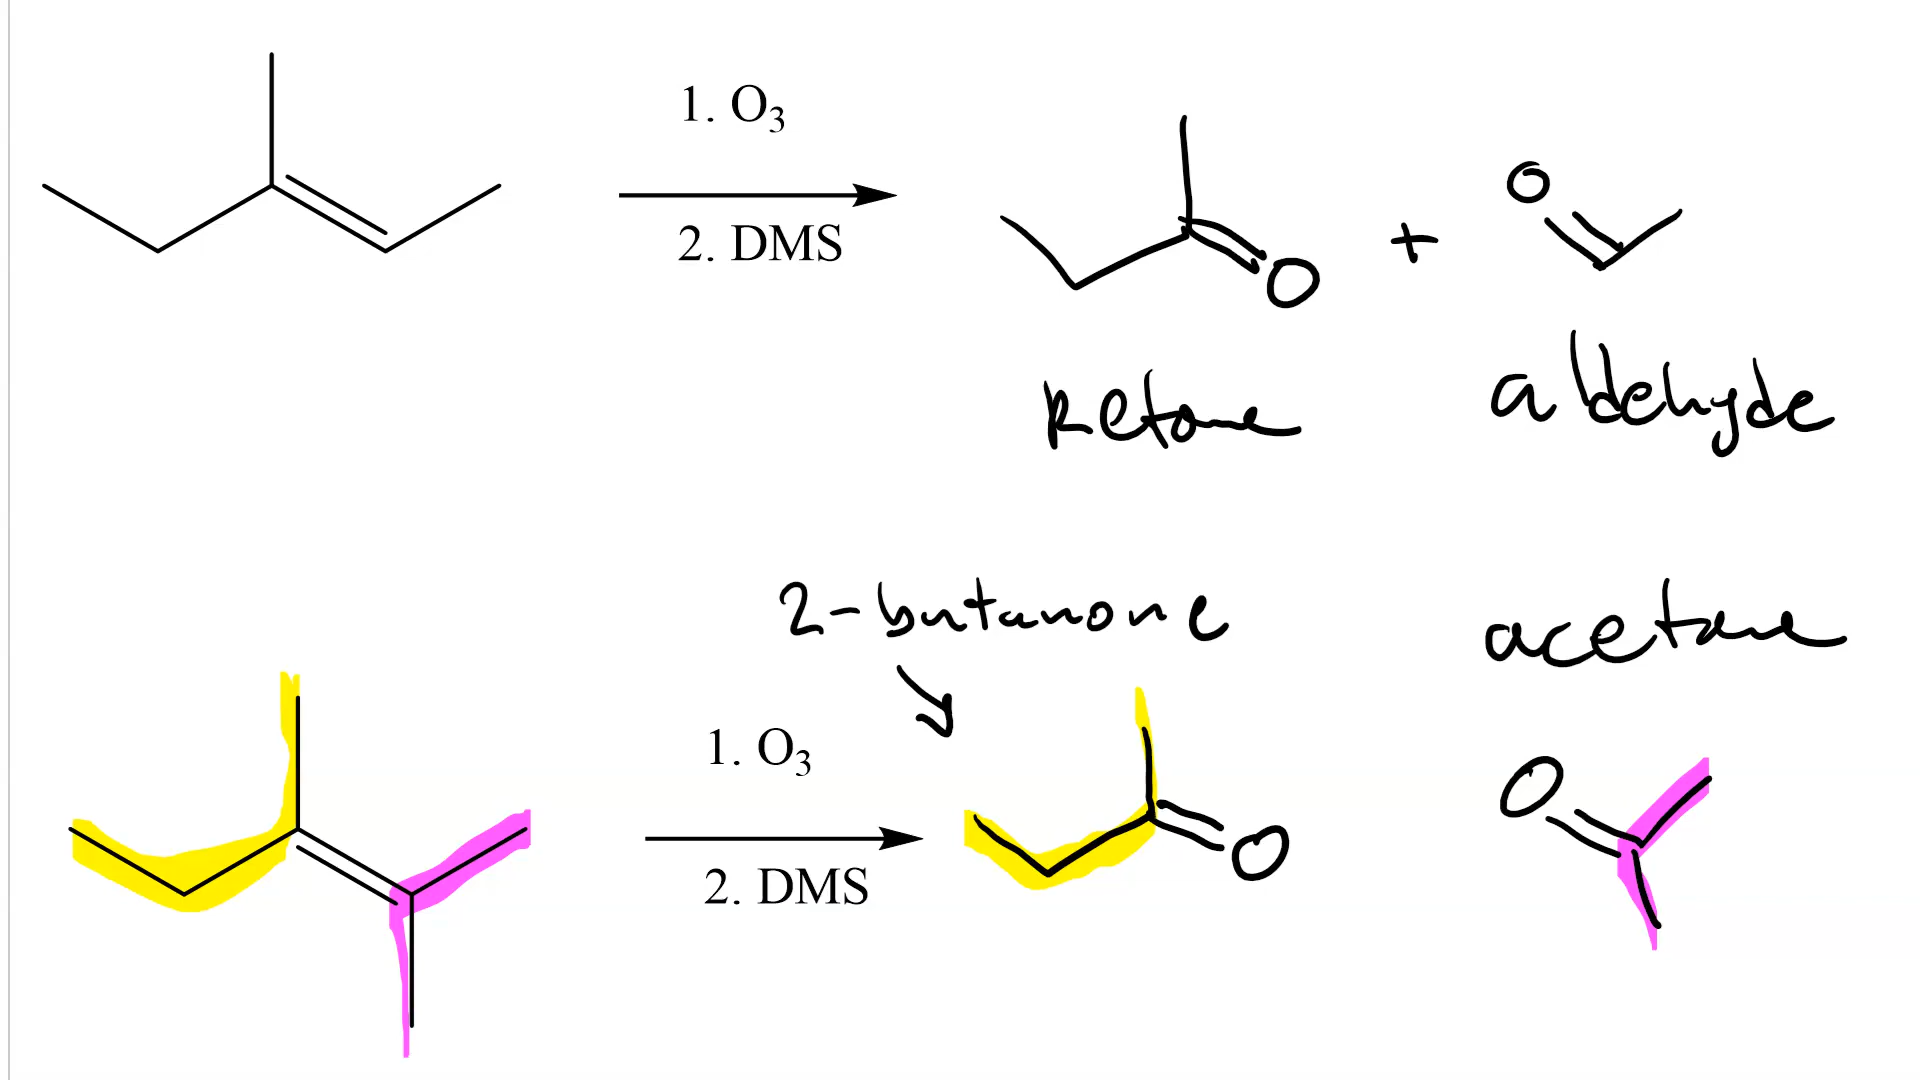 1. O₃
2. DMS
O
+
O
ketone
aldehyde
2-butanone
acetone
1. O₃
2. DMS
O
O